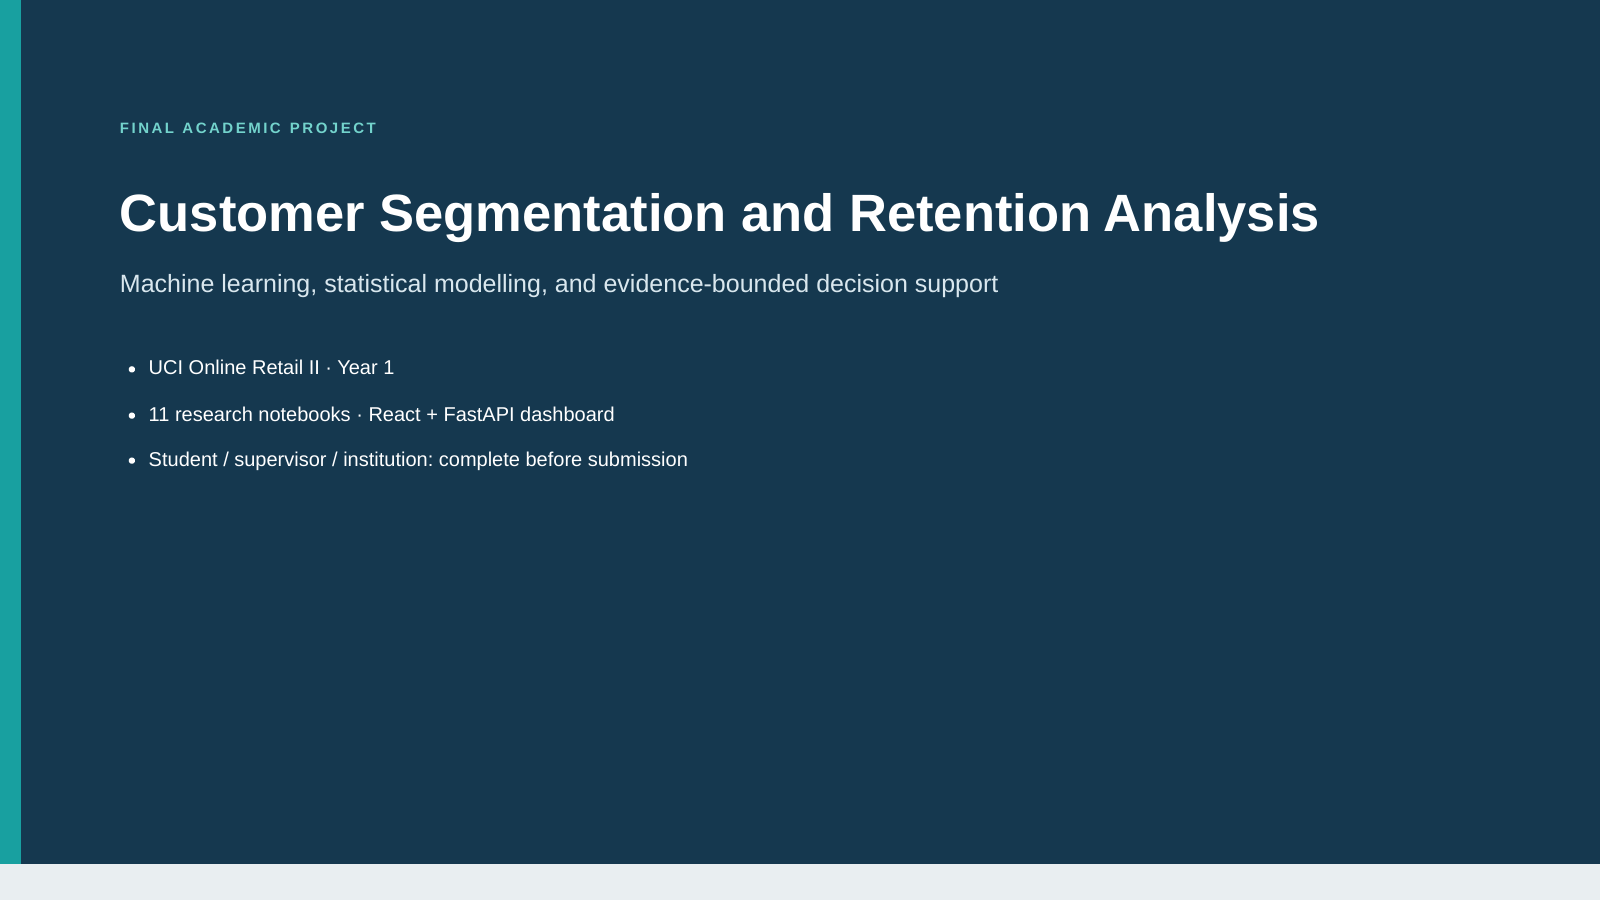 FINAL ACADEMIC PROJECT
Customer Segmentation and Retention Analysis
Machine learning, statistical modelling, and evidence-bounded decision support
• UCI Online Retail II · Year 1
• 11 research notebooks · React + FastAPI dashboard
• Student / supervisor / institution: complete before submission